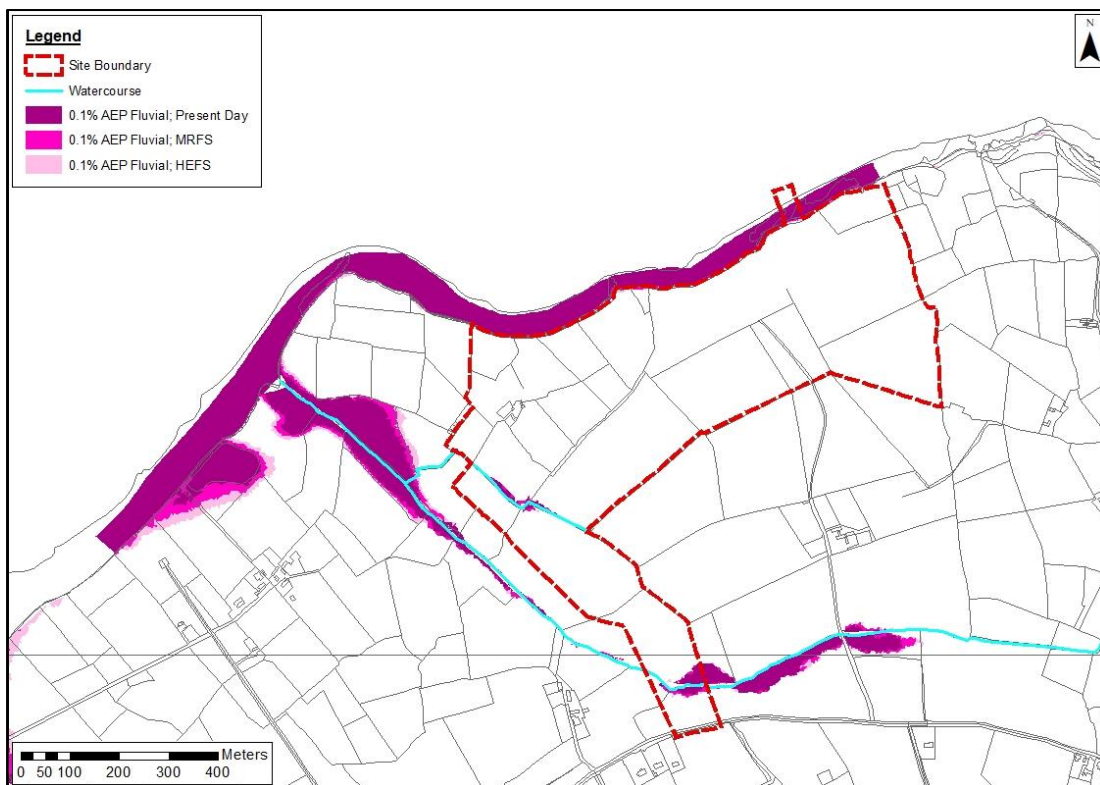 Legend
Site Boundary
Watercourse
0.1% AEP Fluvial; Present Day
0.1% AEP Fluvial; MRFS
0.1% AEP Fluvial; HEFS
N
Meters
0 50 100 200 300 400